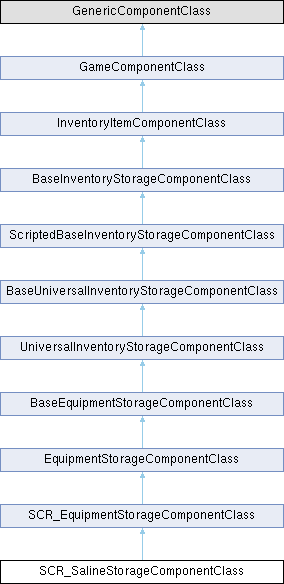 GenericComponentClass
GameComponentClass
InventoryItemComponentClass
BaseInventoryStorageComponentClass
ScriptedBaseInventoryStorageComponentClass
BaseUniversalInventoryStorageComponentClass
UniversalInventoryStorageComponentClass
BaseEquipmentStorageComponentClass
EquipmentStorageComponentClass
SCR_EquipmentStorageComponentClass
SCR_SalineStorageComponentClass